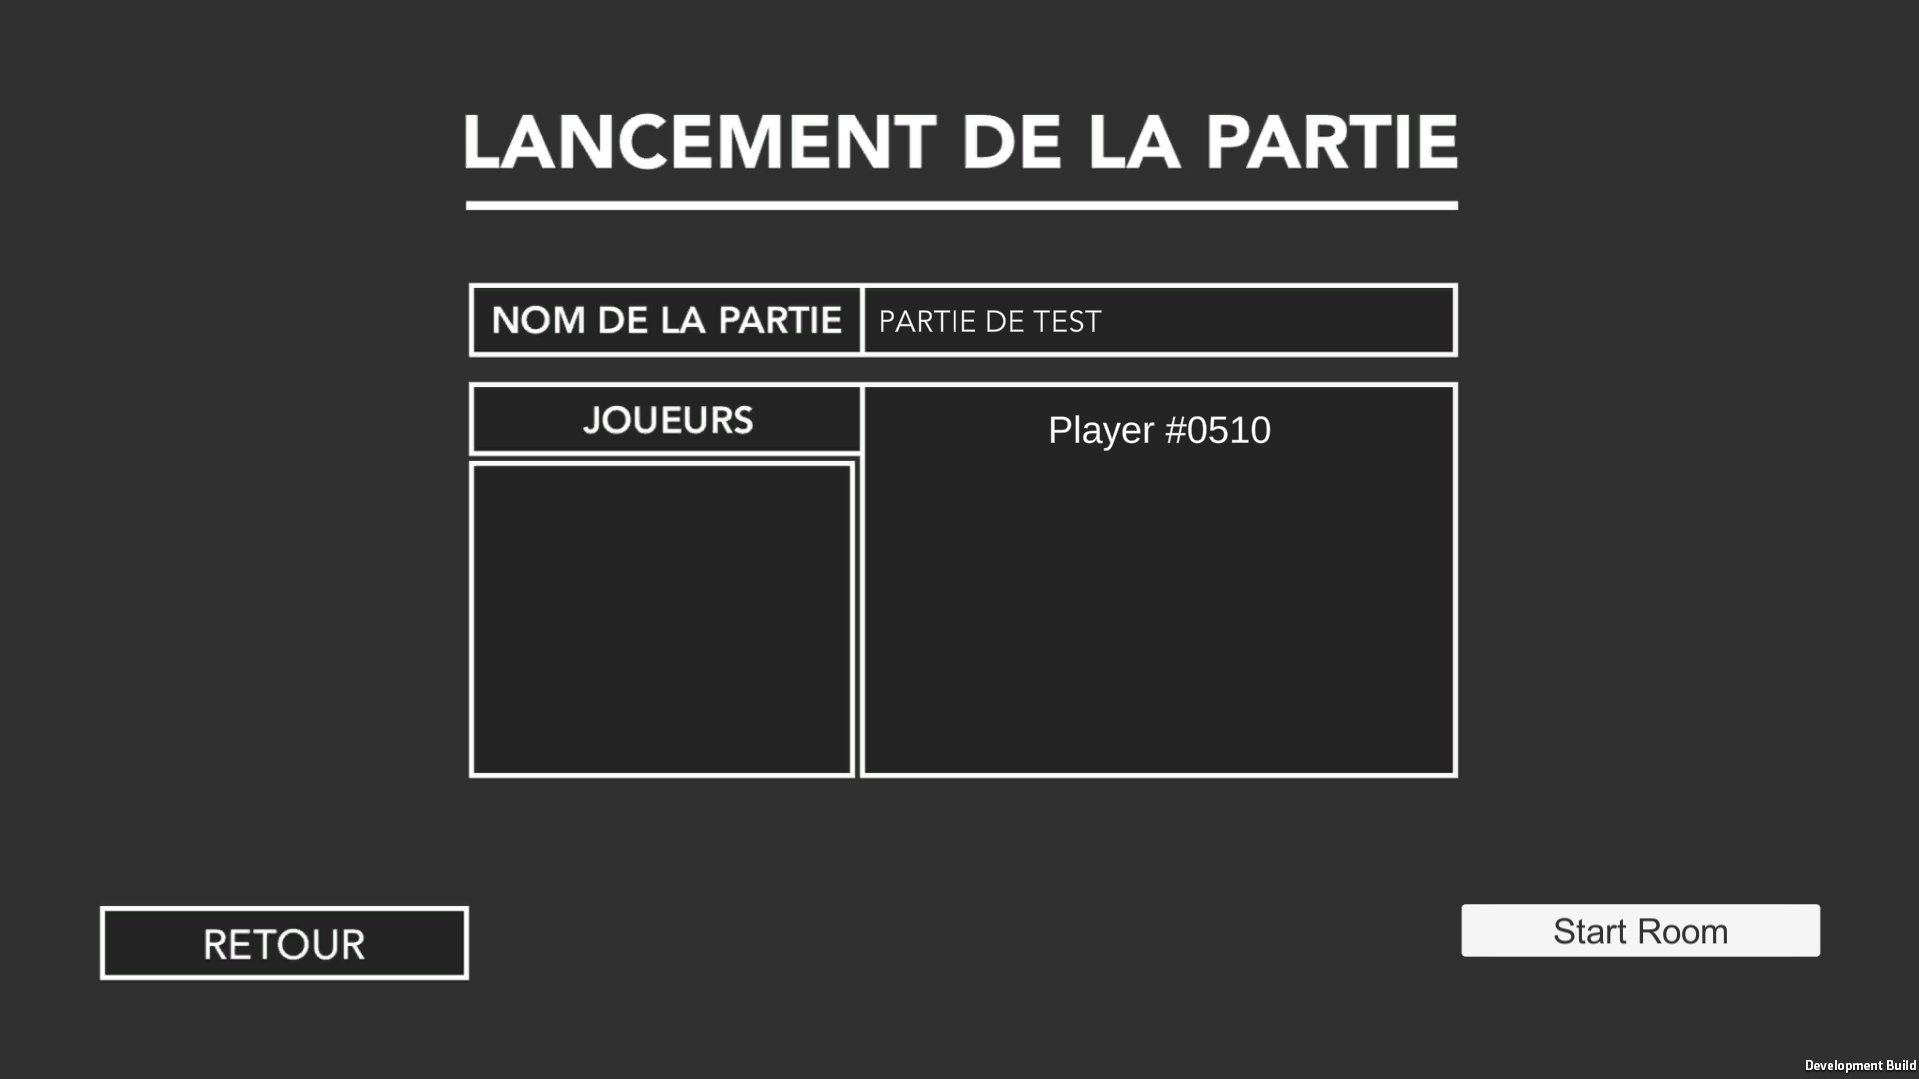 LANCEMENT DE LA PARTIE
NOM DE LA PARTIE PARTIE DE TEST
JOUEURS
Player #0510
RETOUR
Start Room
Development Build